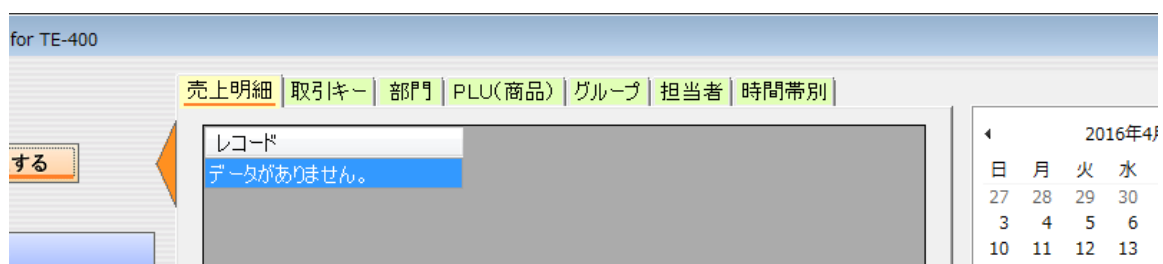 for TE-400
売上明細 取引キー 部門 PLU(商品) グループ 担当者 時間帯別
レコード
データがありません。
する
2016年4月
日 月 火 水
27 28 29 30
3 4 5 6
10 11 12 13